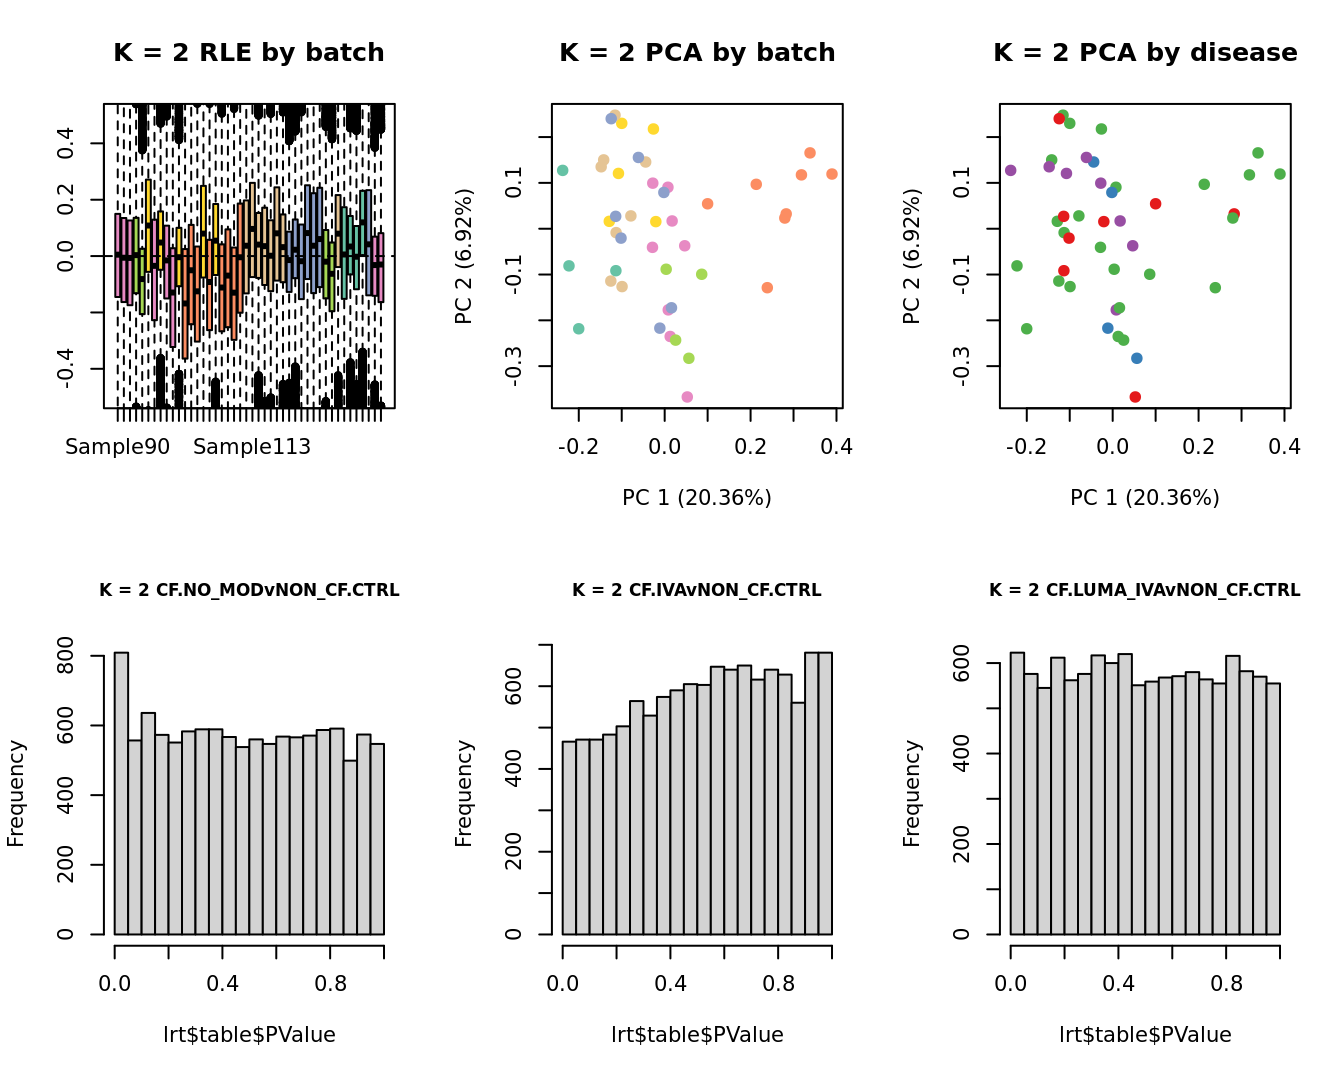 K = 2 RLE by batch
0.4
0.2
0.0
-0.4
Sample90 Sample113
K = 2 PCA by batch
PC 2 (6.92%)
0.1
-0.1
-0.3
-0.2 0.0 0.2 0.4
PC 1 (20.36%)
K = 2 PCA by disease
PC 2 (6.92%)
0.1
-0.1
-0.3
-0.2 0.0 0.2 0.4
PC 1 (20.36%)
K = 2 CF.NO_MODvNON_CF.CTRL
Frequency
800
600
400
200
0
0.0 0.4 0.8
lrt$table$PValue
K = 2 CF.IVAvNON_CF.CTRL
Frequency
600
400
200
0
0.0 0.4 0.8
lrt$table$PValue
K = 2 CF.LUMA_IVAvNON_CF.CTRL
Frequency
600
400
200
0
0.0 0.4 0.8
lrt$table$PValue